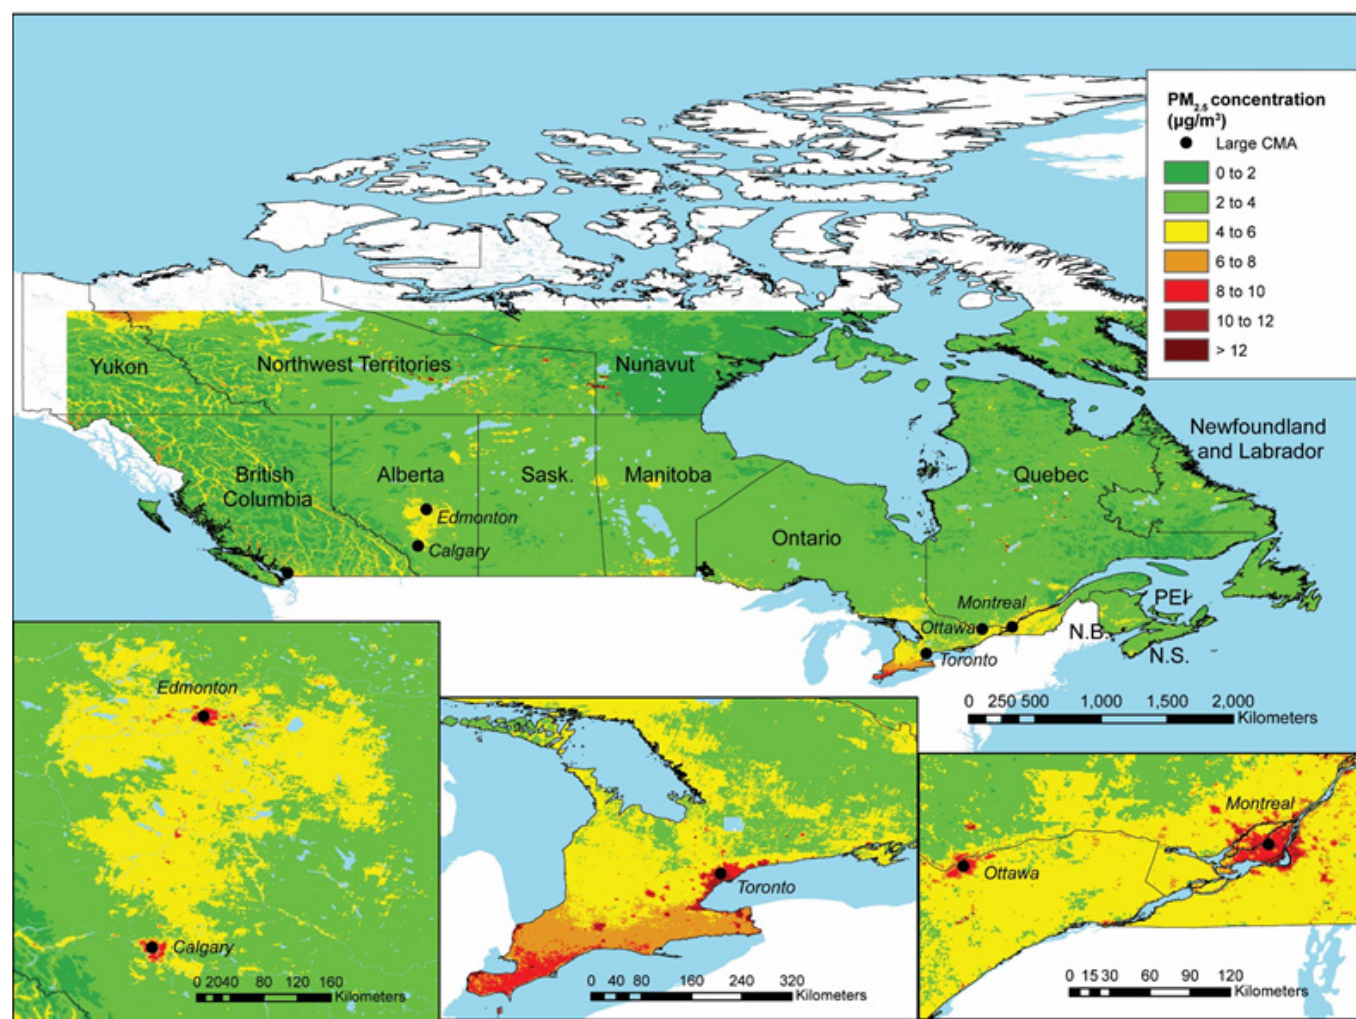 PM2.5 concentration
(µg/m³)
Large CMA
0 to 2
2 to 4
4 to 6
6 to 8
8 to 10
10 to 12
> 12
Yukon
Northwest Territories
Nunavut
British
Columbia
Alberta
Sask.
Manitoba
Ontario
Quebec
Newfoundland
and Labrador
Edmonton
Calgary
Montreal
Ottawa
Toronto
PEI
N.B.
N.S.
0 250 500 1,000 1,500 2,000
Kilometers
Edmonton
Calgary
0 20 40 80 120 160
Kilometers
Toronto
0 40 80 160 240 320
Kilometers
Montreal
Ottawa
0 15 30 60 90 120
Kilometers